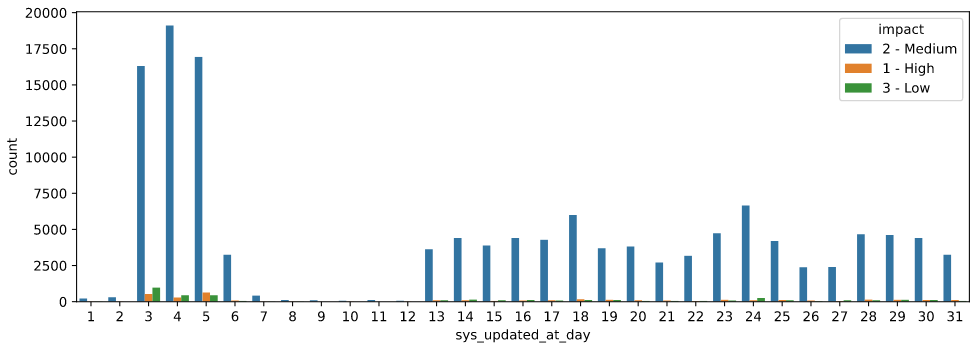 20000
17500
15000
12500
10000
7500
5000
2500
0
count
impact
2 - Medium
1 - High
3 - Low
1 2 3 4 5 6 7 8 9 10 11 12 13 14 15 16 17 18 19 20 21 22 23 24 25 26 27 28 29 30 31
sys_updated_at_day